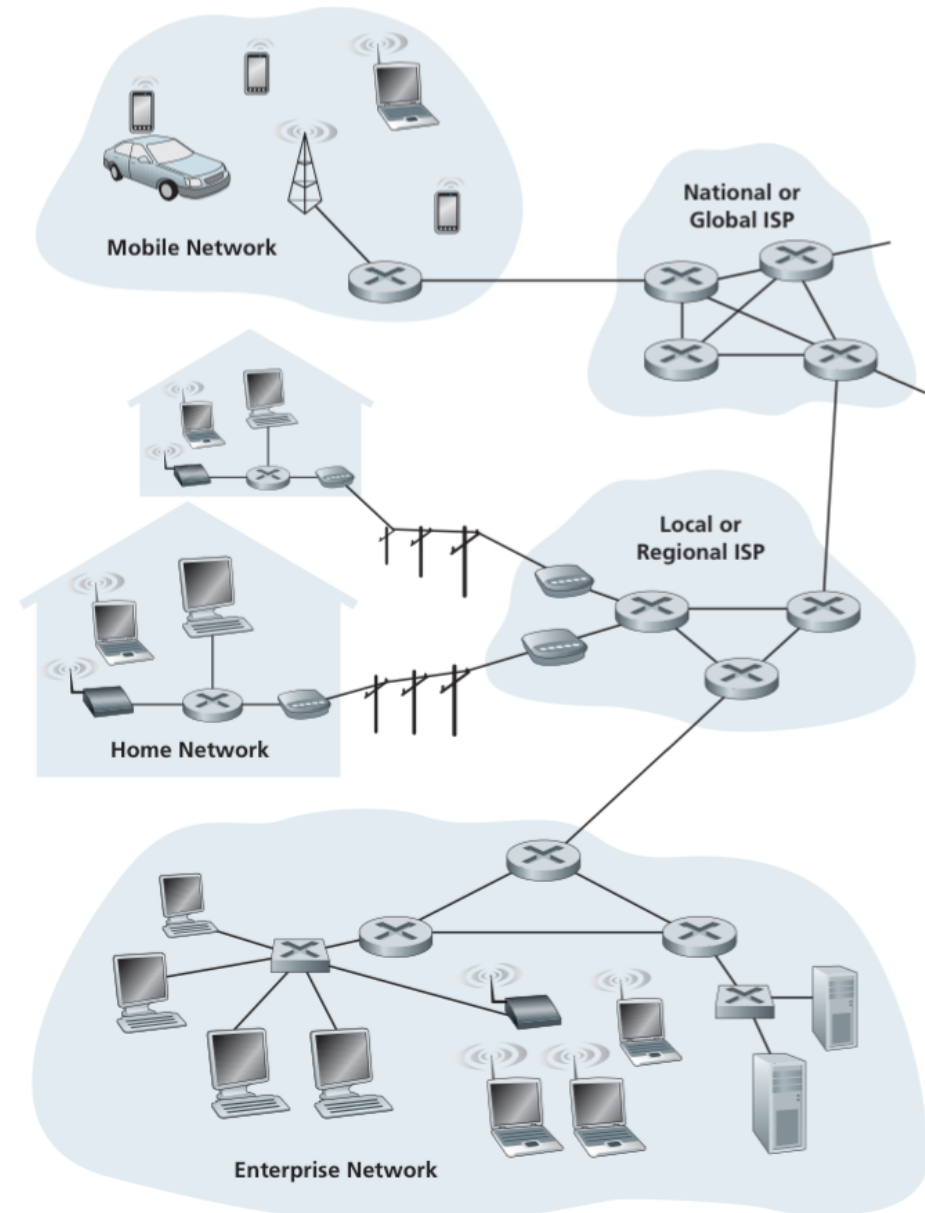 National or
Global ISP
Mobile Network
Local or
Regional ISP
Home Network
Enterprise Network